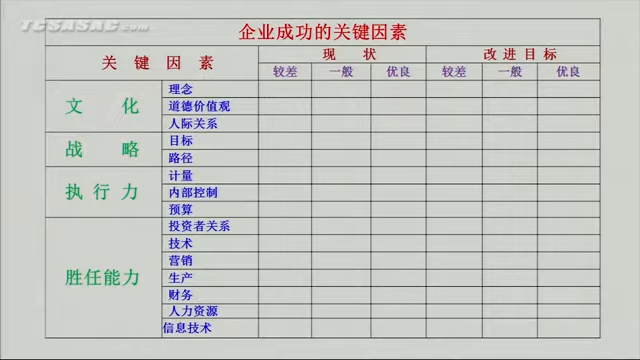 TCSASAC.com
企业成功的关键因素
关键因素 现状 改进目标
较差 一般 优良 较差 一般 优良
文化 理念
道德价值观
人际关系
战略 目标
路径
执行力 计量
内部控制
预算
胜任能力 投资者关系
技术
营销
生产
财务
人力资源
信息技术